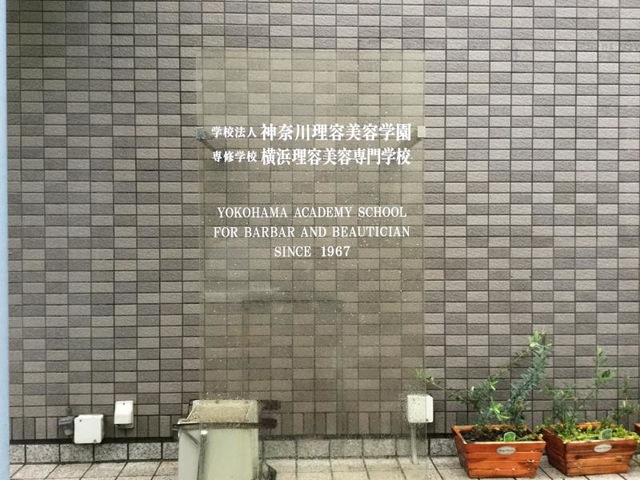 学校法人 神奈川理容美容学園
専修学校 横浜理容美容専門学校
YOKOHAMA ACADEMY SCHOOL
FOR BARBAR AND BEAUTICIAN
SINCE 1967